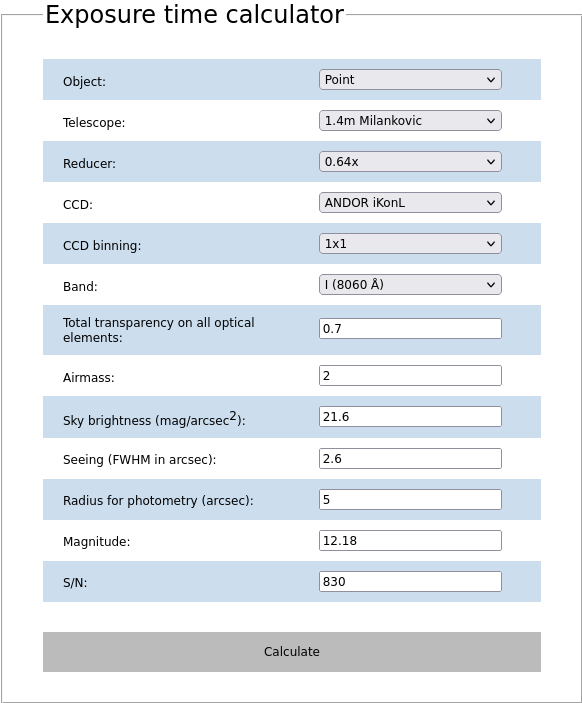 Exposure time calculator
Object: Point
Telescope: 1.4m Milankovic
Reducer: 0.64x
CCD: ANDOR iKonL
CCD binning: 1x1
Band: I (8060 Å)
Total transparency on all optical
elements: 0.7
Airmass: 2
Sky brightness (mag/arcsec²): 21.6
Seeing (FWHM in arcsec): 2.6
Radius for photometry (arcsec): 5
Magnitude: 12.18
S/N: 830
Calculate